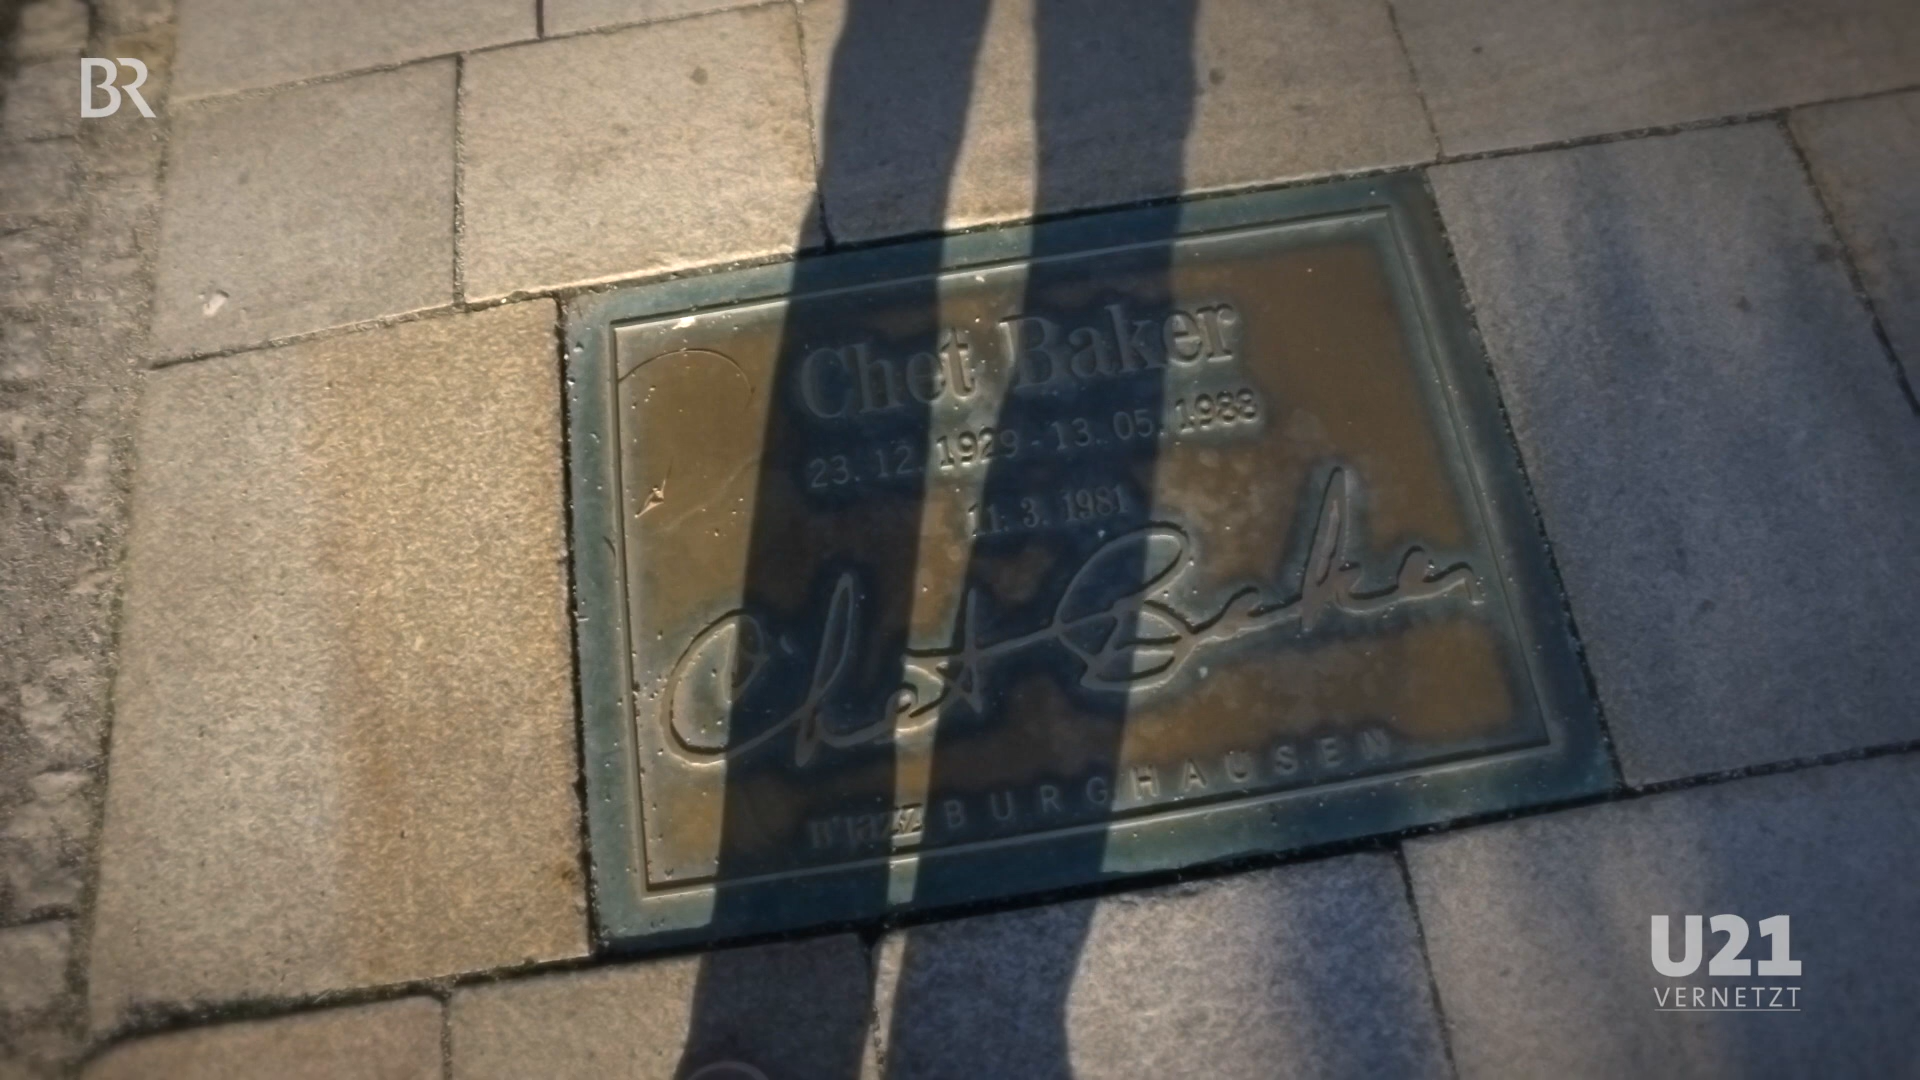 BR
Chet Baker
23. 12. 1929 - 13. 05. 1988
11. 3. 1981
Chet Baker
BURGHAUSEN
U21
VERNETZT